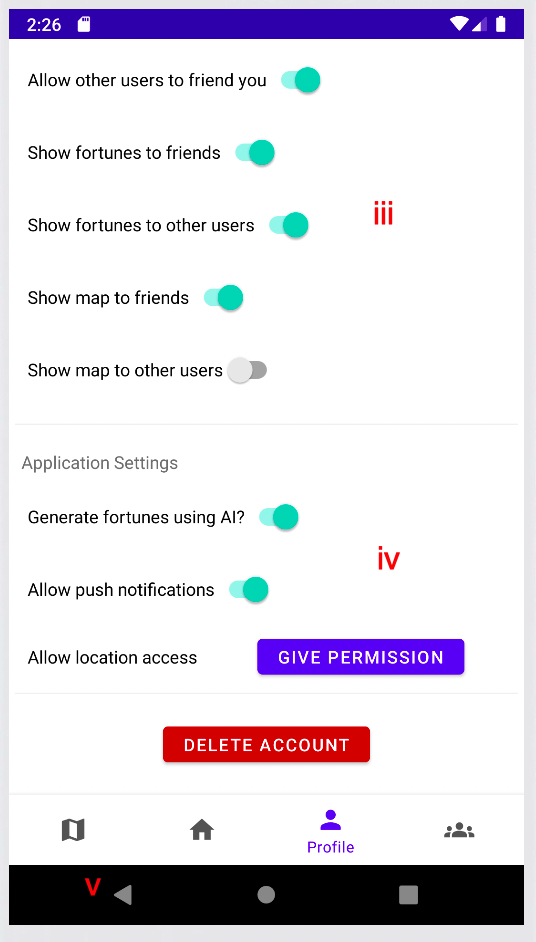 2:26
Allow other users to friend you
Show fortunes to friends
iii
Show fortunes to other users
Show map to friends
Show map to other users
Application Settings
Generate fortunes using AI?
iv
Allow push notifications
Allow location access GIVE PERMISSION
DELETE ACCOUNT
Profile
v